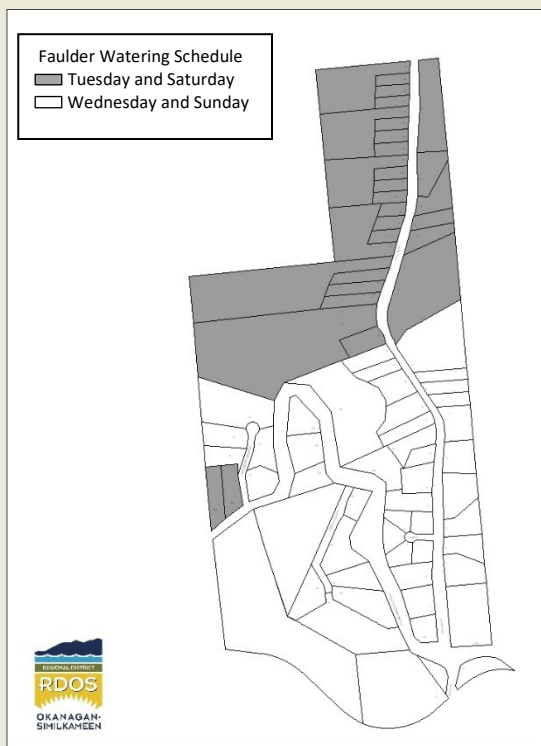 Faulder Watering Schedule
Tuesday and Saturday
Wednesday and Sunday
REGIONAL DISTRICT
RDOS
OKANAGAN-
SIMILKAMEEN